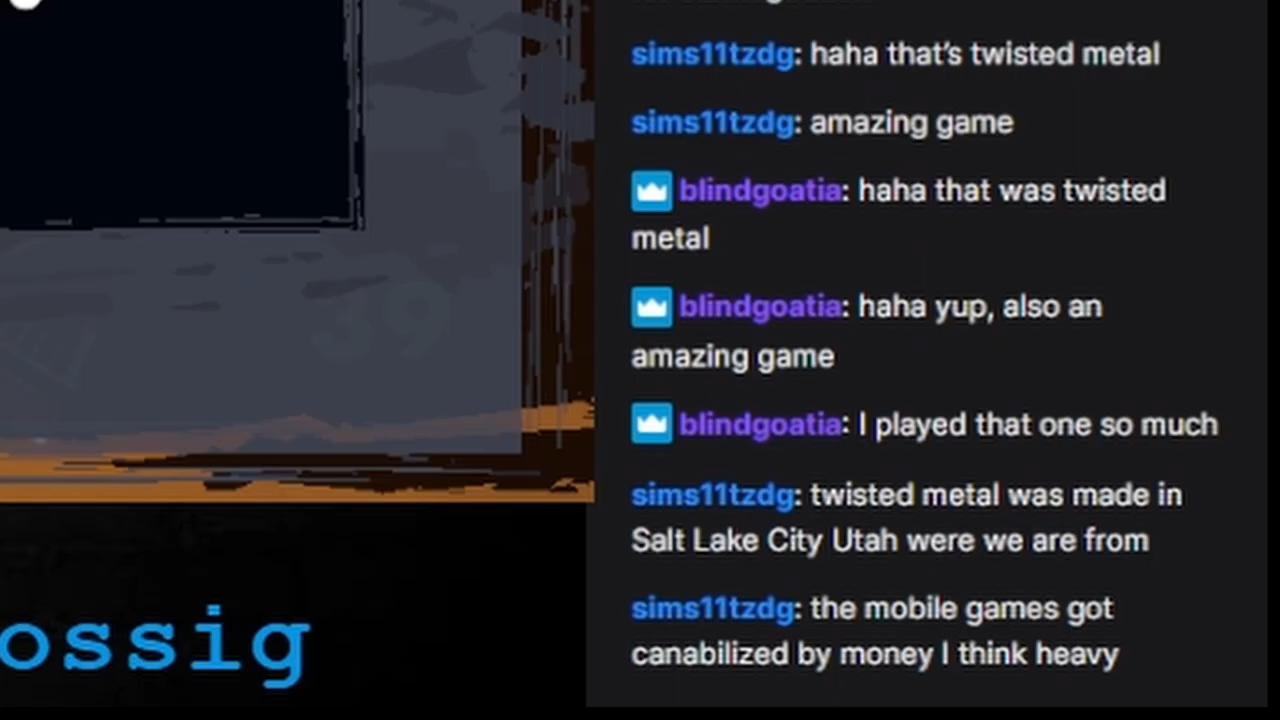 sims11tzdg: haha that's twisted metal
sims11tzdg: amazing game
blindgoatia: haha that was twisted
metal
blindgoatia: haha yup, also an
amazing game
blindgoatia: I played that one so much
sims11tzdg: twisted metal was made in
Salt Lake City Utah were we are from
sims11tzdg: the mobile games got
canabilized by money I think heavy
39
ossig